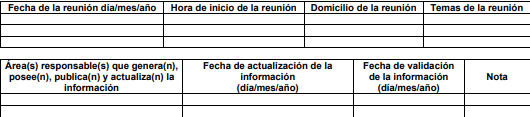 Fecha de la reunión día/mes/año Hora de inicio de la reunión Domicilio de la reunión Temas de la reunión
Área(s) responsable(s) que genera(n),
posee(n), publica(n) y actualiza(n) la
información
Fecha de actualización de la
información
(día/mes/año)
Fecha de validación
de la información
(día/mes/año)
Nota